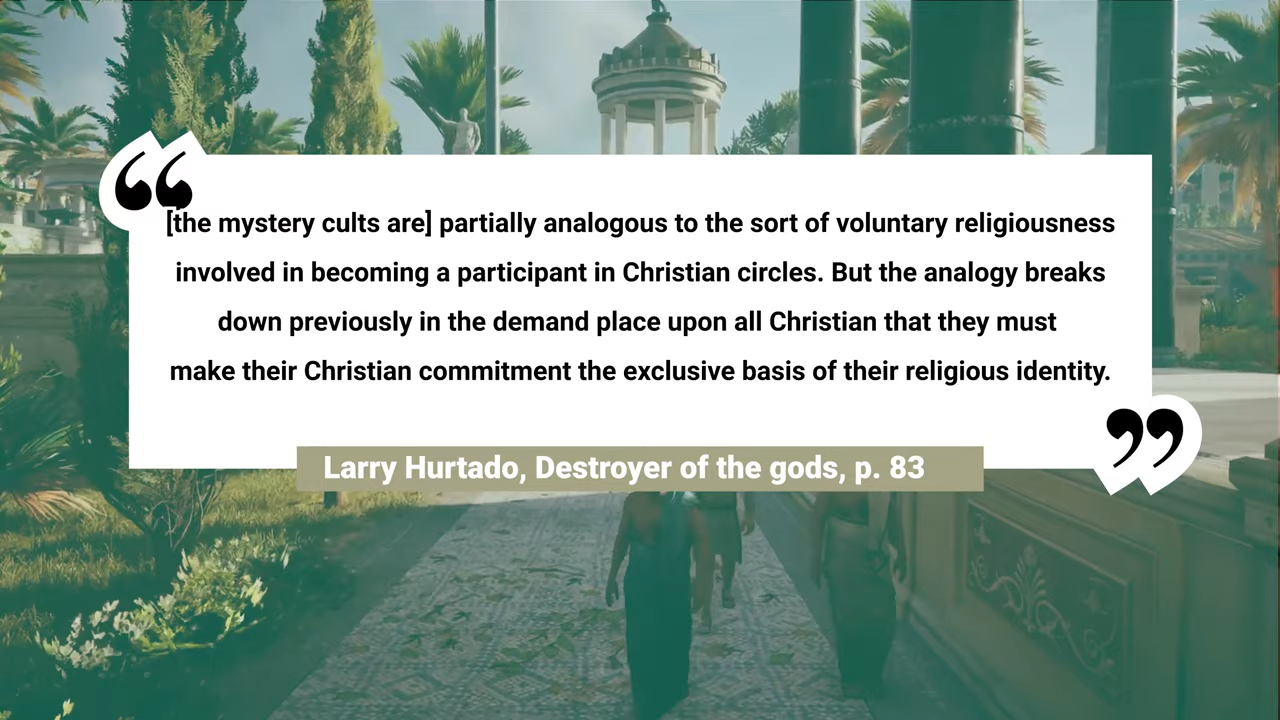 [the mystery cults are] partially analogous to the sort of voluntary religiousness
involved in becoming a participant in Christian circles. But the analogy breaks
down previously in the demand place upon all Christian that they must
make their Christian commitment the exclusive basis of their religious identity.
Larry Hurtado, Destroyer of the gods, p. 83